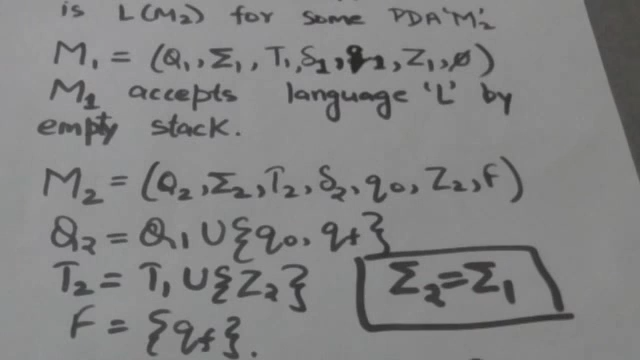 is L(M₂) for some PDA 'M₂'
M₁ = (Q₁, Σ₁, T₁, δ₁, q₁, Z₁, ø)
M₁ accepts language 'L' by
empty stack.
M₂ = (Q₂, Σ₂, T₂, δ₂, q₀, Z₂, F)
Q₂ = Q₁ ∪ {q₀, qf}
T₂ = T₁ ∪ {Z₂}
Σ₂ = Σ₁
F = {qf}.